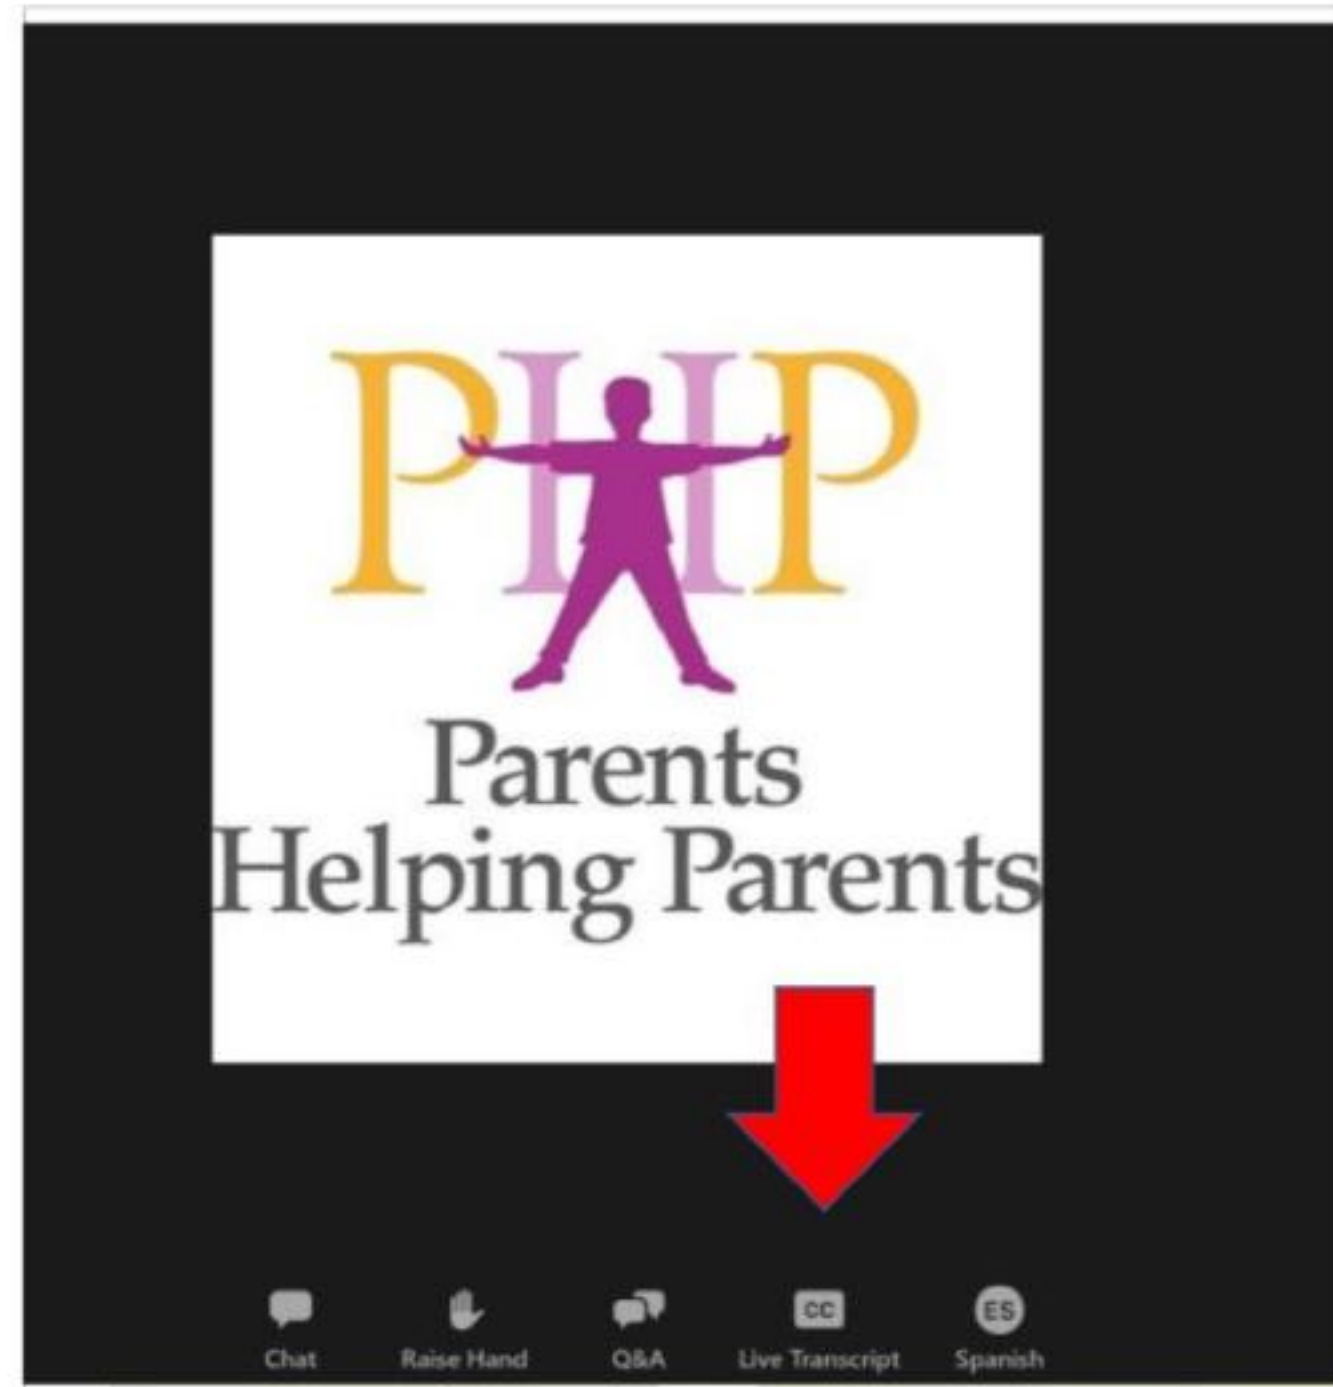 PHP
Parents
Helping Parents
CC
ES
Chat
Raise Hand
Q&A
Live Transcript
Spanish